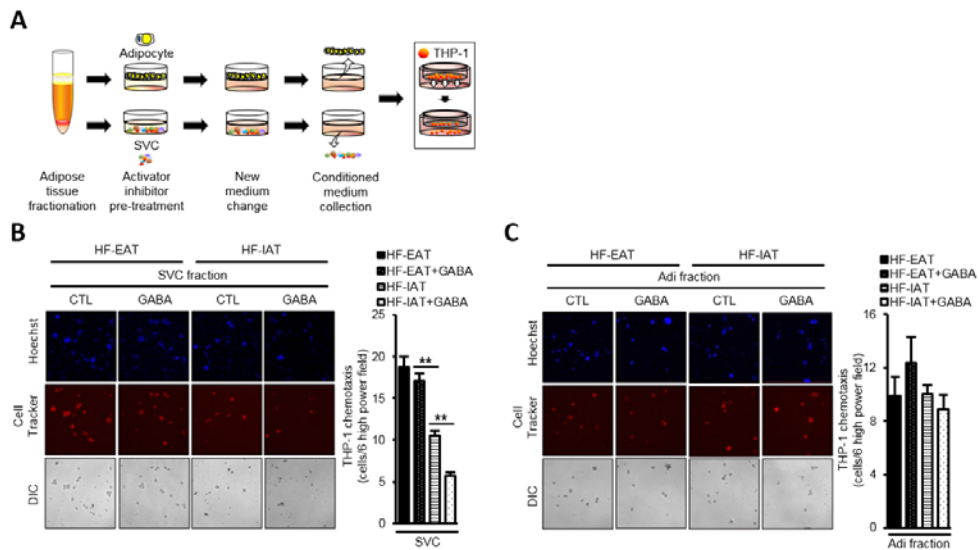 A
Adipocyte
THP-1
SVC
Adipose
tissue
fractionation
Activator
inhibitor
pre-treatment
New
medium
change
Conditioned
medium
collection
B
HF-EAT
HF-IAT
SVC fraction
CTL
GABA
CTL
GABA
Hoechst
Cell
Tracker
DIC
HF-EAT
HF-EAT+GABA
HF-IAT
HF-IAT+GABA
THP-1 chemotaxis
(cells/6 high power field)
25
20
15
10
5
0
**
**
SVC
C
HF-EAT
HF-IAT
Adi fraction
CTL
GABA
CTL
GABA
Hoechst
Cell
Tracker
DIC
HF-EAT
HF-EAT+GABA
HF-IAT
HF-IAT+GABA
THP-1 chemotaxis
(cells/6 high power field)
16
12
8
4
0
Adi fraction